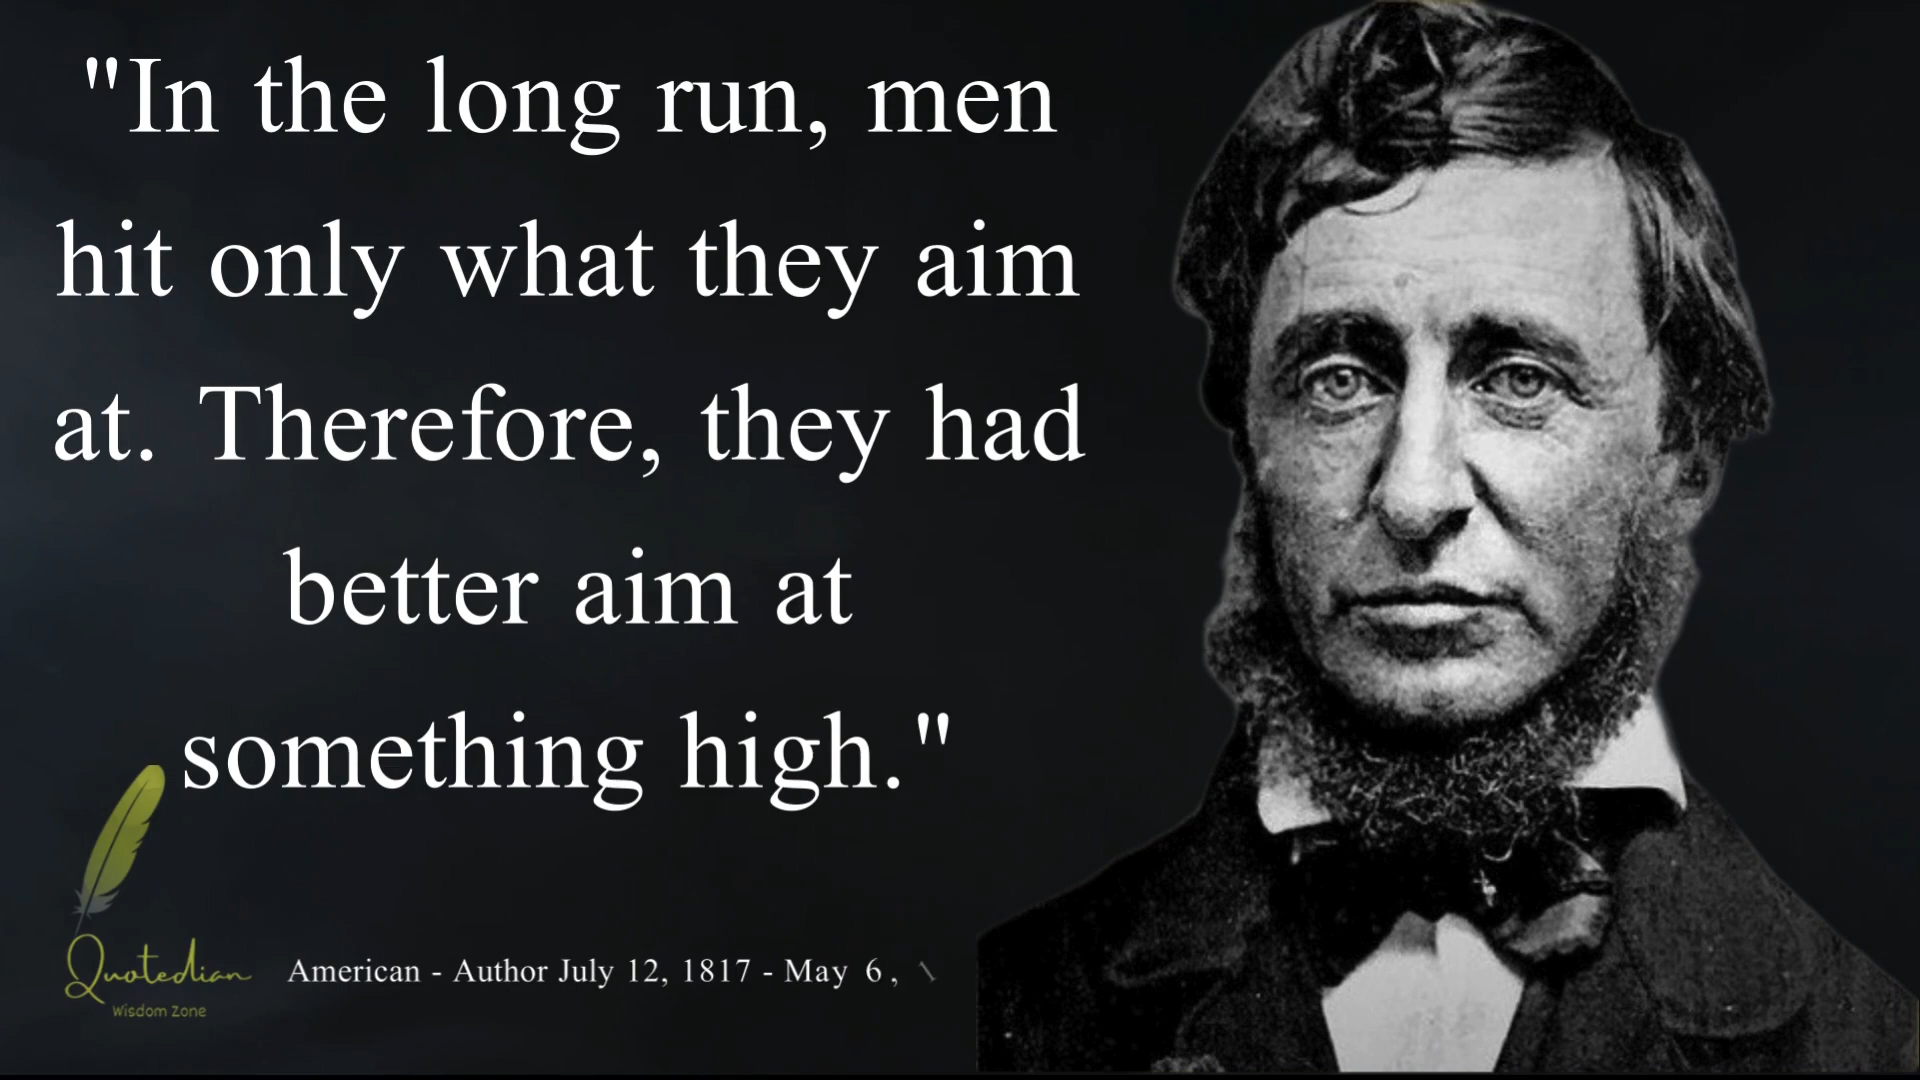 "In the long run, men
hit only what they aim
at. Therefore, they had
better aim at
something high."
Quotedian
Wisdom Zone
American - Author July 12, 1817 - May 6,